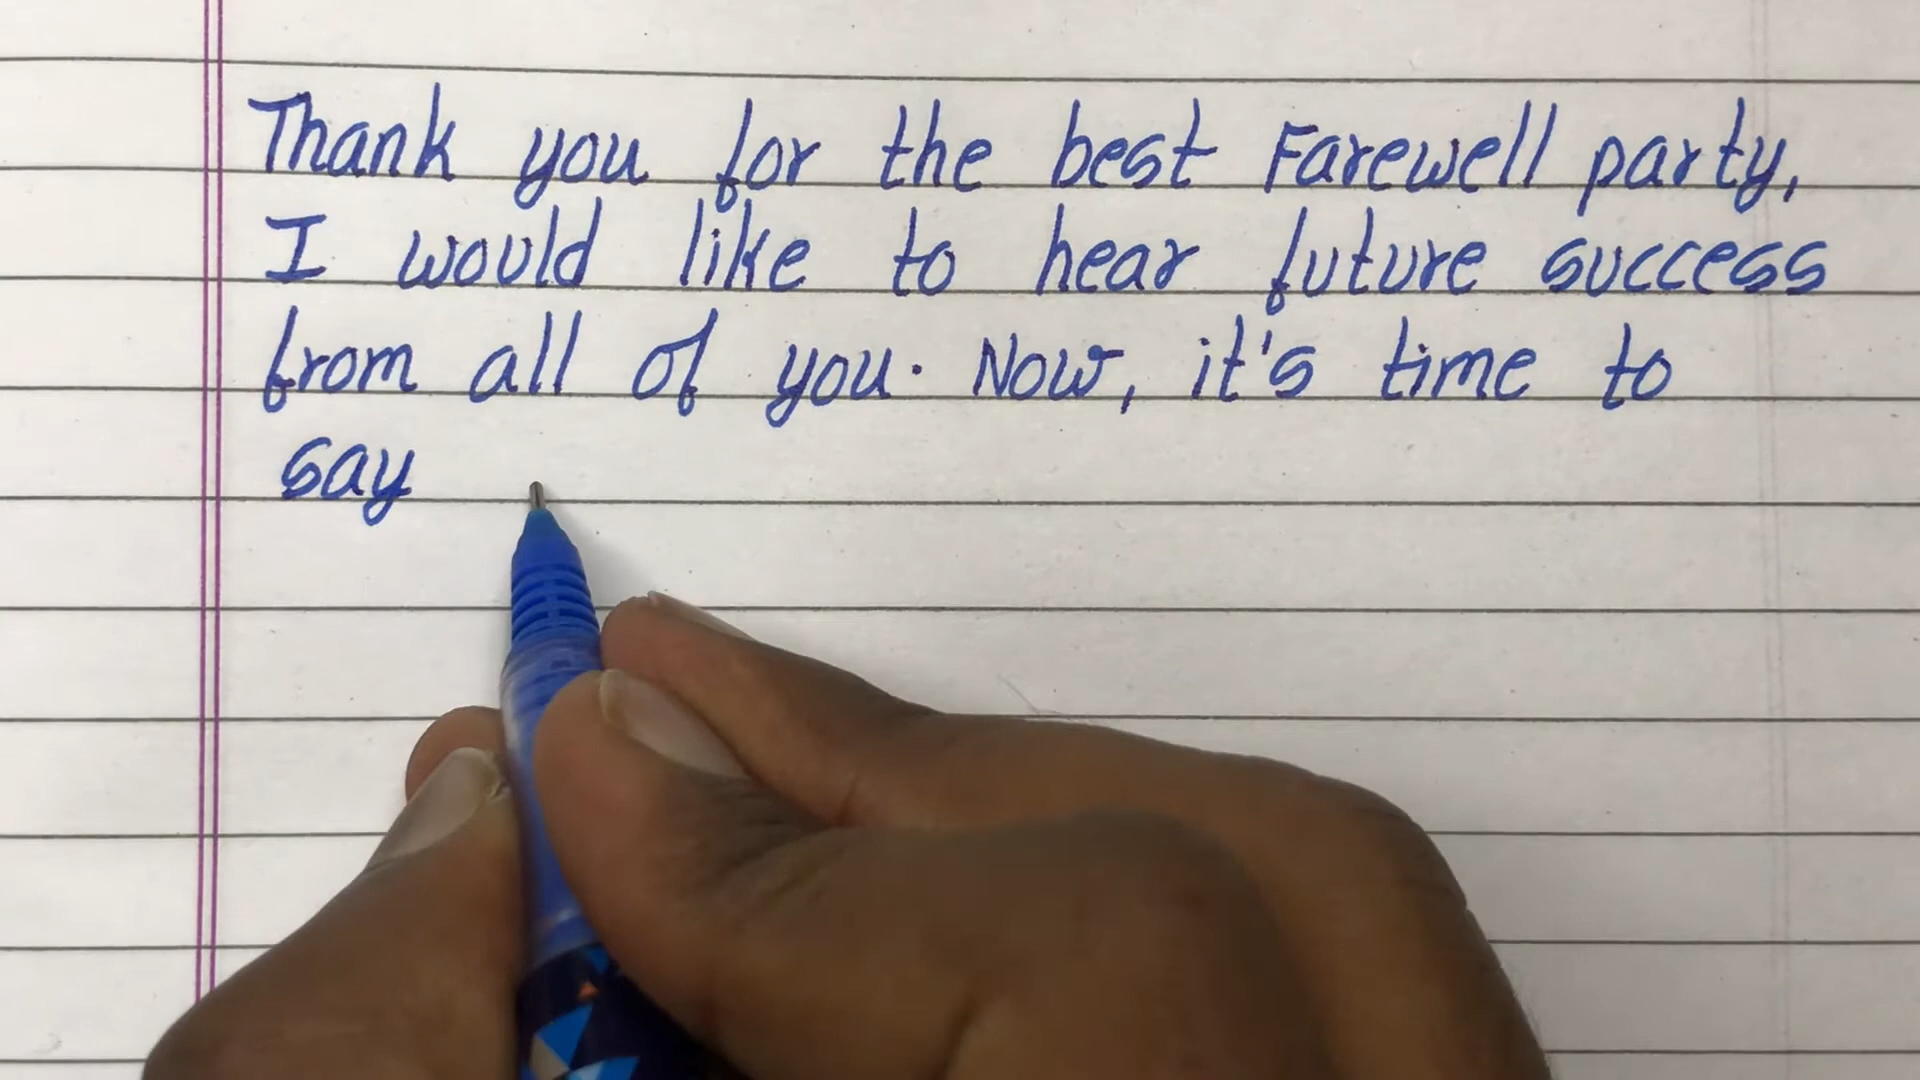 Thank you for the best Farewell party,
I would like to hear future success
from all of you. Now, it's time to
say